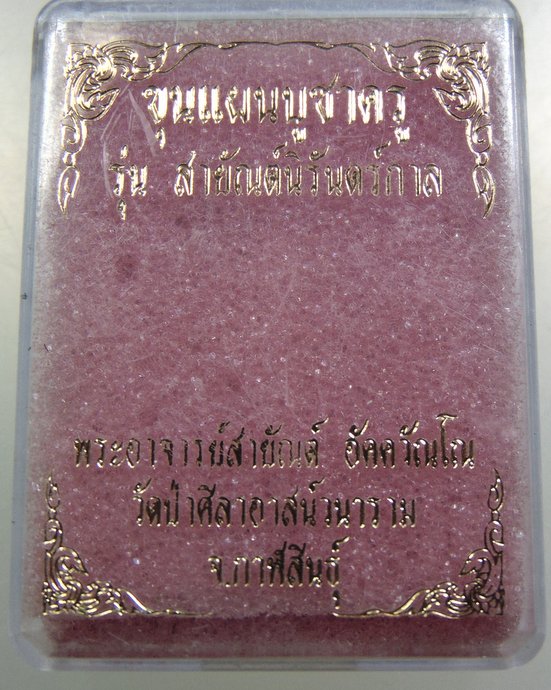 ขุนแผนบูชาครู
รุ่น สายัณต์นิรันตร์กาล
พระอาจารย์สายัณต์ อัคควัณโณ
วัดป่าศีลาอาสน์วนาราม
จ.กาฬสินธุ์